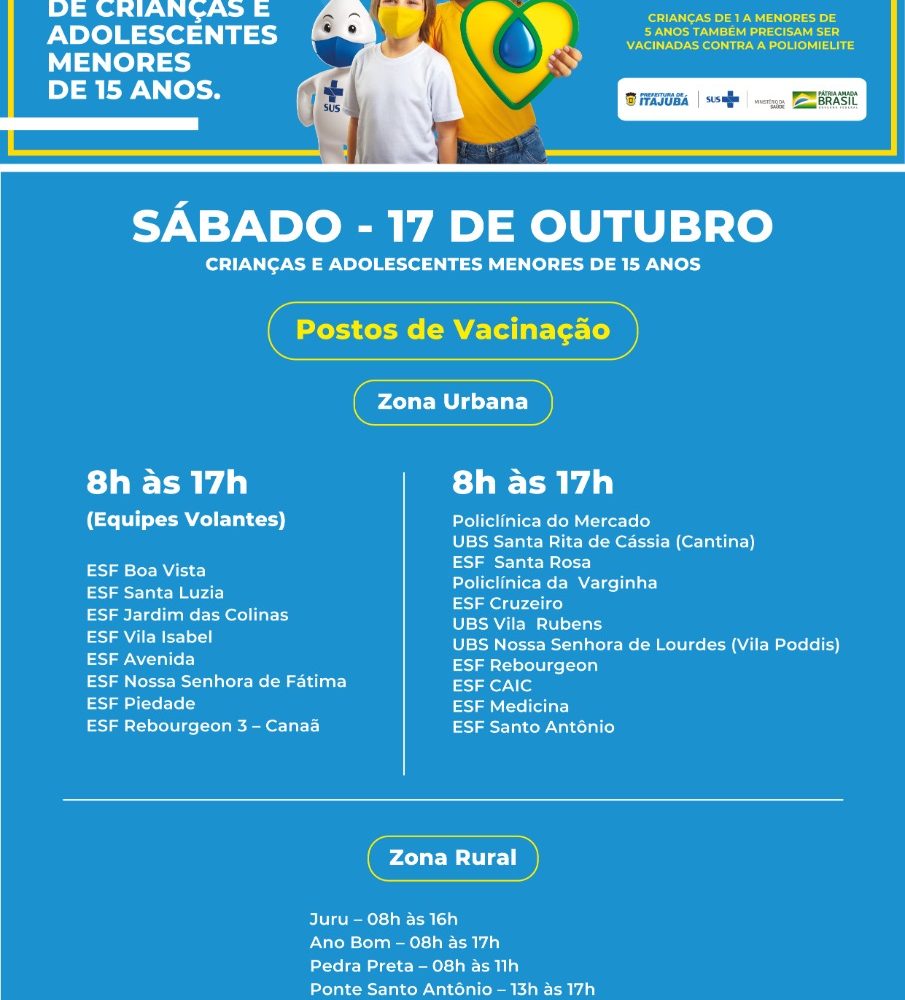 DE CRIANÇAS E
ADOLESCENTES
MENORES
DE 15 ANOS.
SUS
CRIANÇAS DE 1 A MENORES DE
5 ANOS TAMBÉM PRECISAM SER
VACINADAS CONTRA A POLIOMIELITE
PREFEITURA DE ITAJUBÁ
SUS
MINISTÉRIO DA SAÚDE
PÁTRIA AMADA BRASIL
SÁBADO - 17 DE OUTUBRO
CRIANÇAS E ADOLESCENTES MENORES DE 15 ANOS
Postos de Vacinação
Zona Urbana
8h às 17h
(Equipes Volantes)
ESF Boa Vista
ESF Santa Luzia
ESF Jardim das Colinas
ESF Vila Isabel
ESF Avenida
ESF Nossa Senhora de Fátima
ESF Piedade
ESF Rebourgeon 3 – Canaã
8h às 17h
Policlínica do Mercado
UBS Santa Rita de Cássia (Cantina)
ESF Santa Rosa
Policlínica da Varginha
ESF Cruzeiro
UBS Vila Rubens
UBS Nossa Senhora de Lourdes (Vila Poddis)
ESF Rebourgeon
ESF CAIC
ESF Medicina
ESF Santo Antônio
Zona Rural
Juru – 08h às 16h
Ano Bom – 08h às 17h
Pedra Preta – 08h às 11h
Ponte Santo Antônio – 13h às 17h